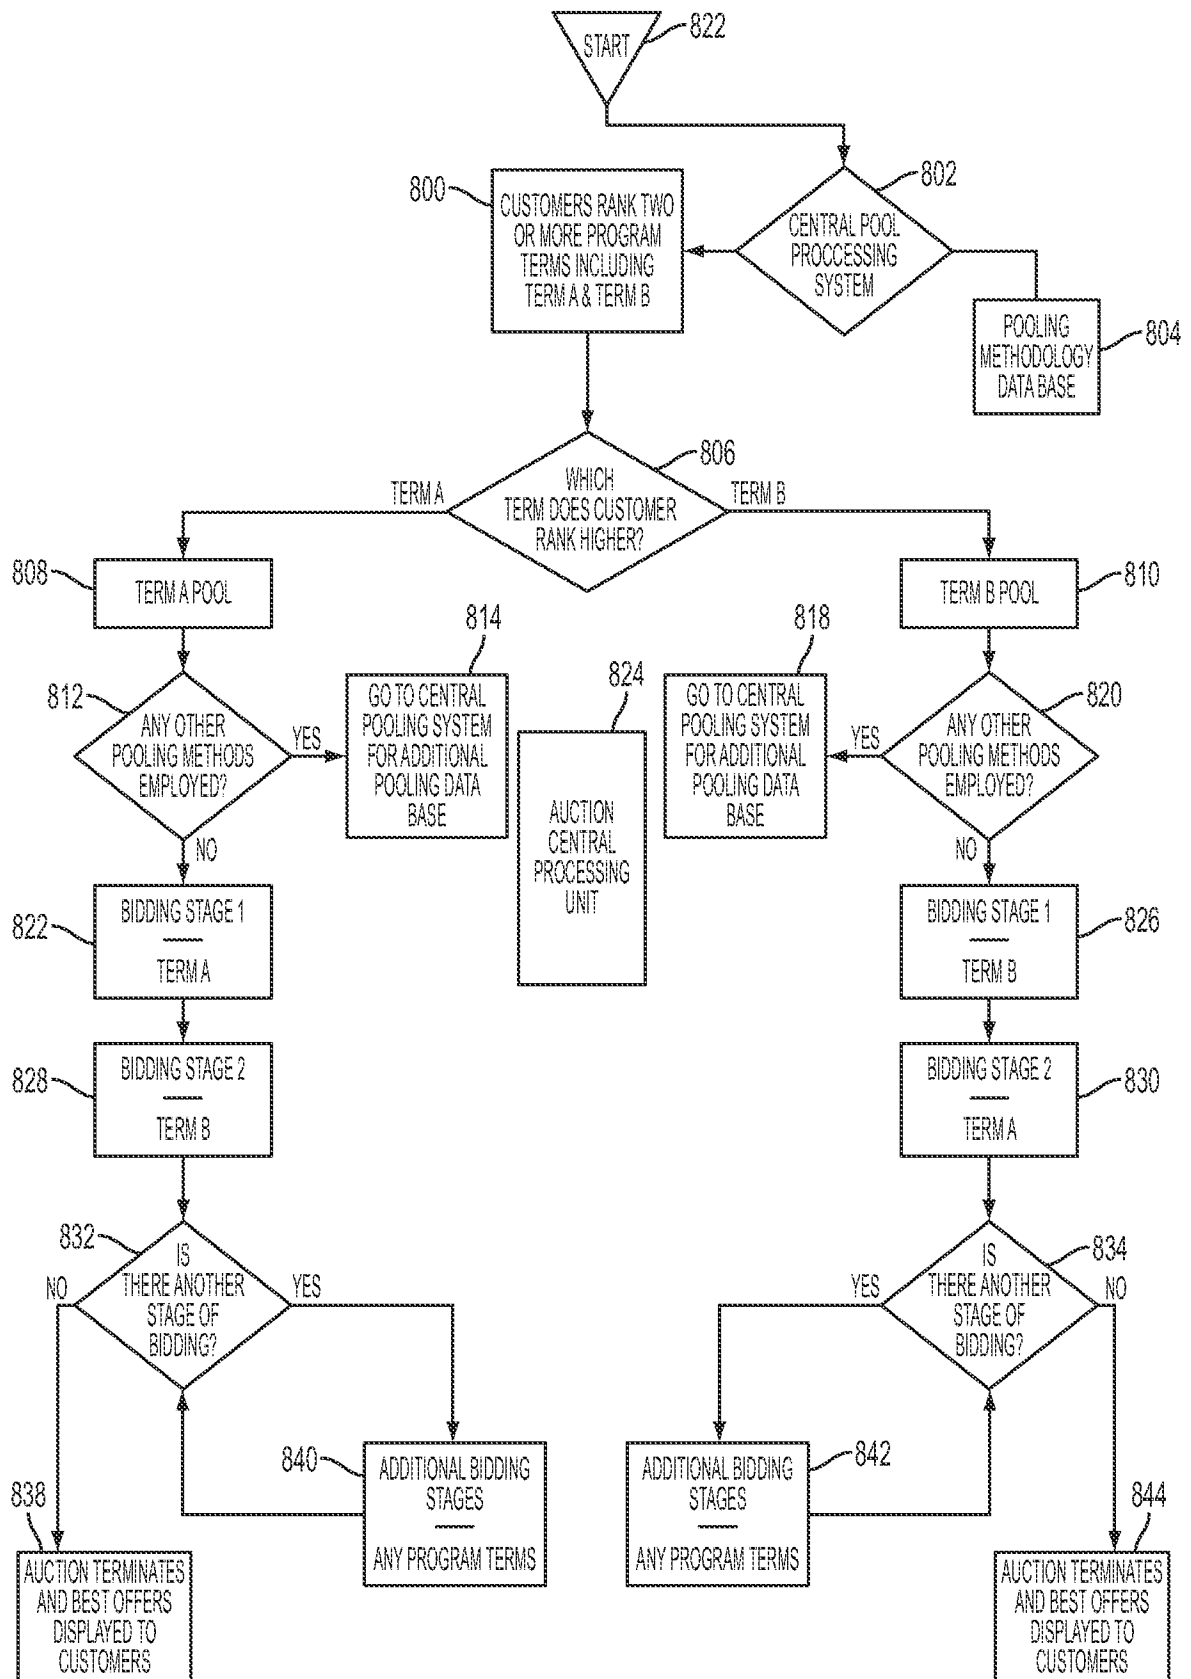 START
822
800
802
CUSTOMERS RANK TWO
OR MORE PROGRAM
TERMS INCLUDING
TERM A & TERM B
CENTRAL POOL
PROCCESSING
SYSTEM
804
POOLING
METHODOLOGY
DATA BASE
806
TERM A
WHICH
TERM DOES CUSTOMER
RANK HIGHER?
TERM B
808
TERM A POOL
TERM B POOL
810
812
ANY OTHER
POOLING METHODS
EMPLOYED?
YES
NO
814
GO TO CENTRAL
POOLING SYSTEM
FOR ADDITIONAL
POOLING DATA
BASE
824
AUCTION
CENTRAL
PROCESSING
UNIT
818
GO TO CENTRAL
POOLING SYSTEM
FOR ADDITIONAL
POOLING DATA
BASE
YES
820
ANY OTHER
POOLING METHODS
EMPLOYED?
NO
822
BIDDING STAGE 1
TERM A
BIDDING STAGE 1
TERM B
826
828
BIDDING STAGE 2
TERM B
BIDDING STAGE 2
TERM A
830
832
NO
IS
THERE ANOTHER
STAGE OF
BIDDING?
YES
YES
IS
THERE ANOTHER
STAGE OF
BIDDING?
834
NO
838
AUCTION TERMINATES
AND BEST OFFERS
DISPLAYED TO
CUSTOMERS
840
ADDITIONAL BIDDING
STAGES
ANY PROGRAM TERMS
842
ADDITIONAL BIDDING
STAGES
ANY PROGRAM TERMS
844
AUCTION TERMINATES
AND BEST OFFERS
DISPLAYED TO
CUSTOMERS